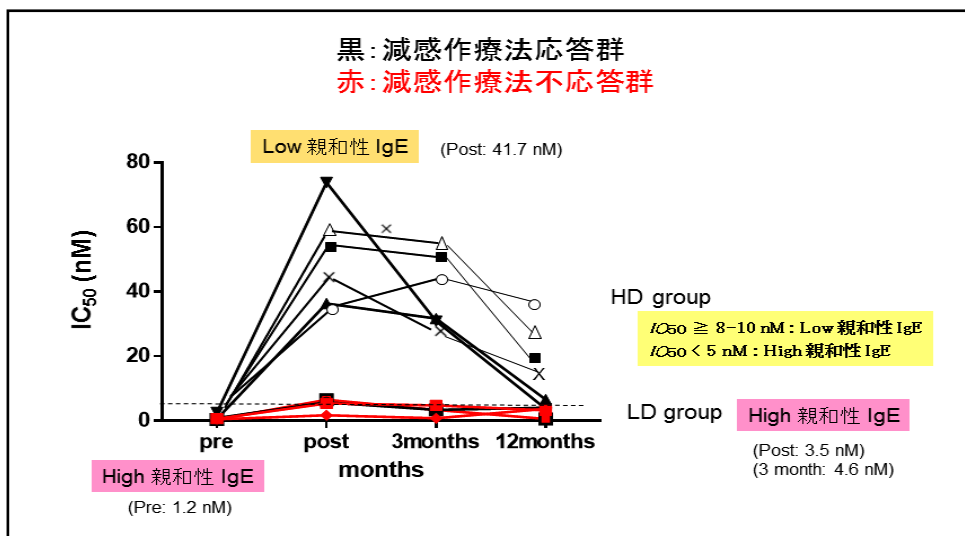 黒：減感作療法応答群
赤：減感作療法不応答群
Low 親和性 IgE
(Post: 41.7 nM)
80
60
40
20
0
IC50 (nM)
pre
post
3months
12months
months
HD group
IC50 ≧ 8-10 nM : Low 親和性 IgE
IC50 < 5 nM : High 親和性 IgE
LD group
High 親和性 IgE
(Post: 3.5 nM)
(3 month: 4.6 nM)
High 親和性 IgE
(Pre: 1.2 nM)